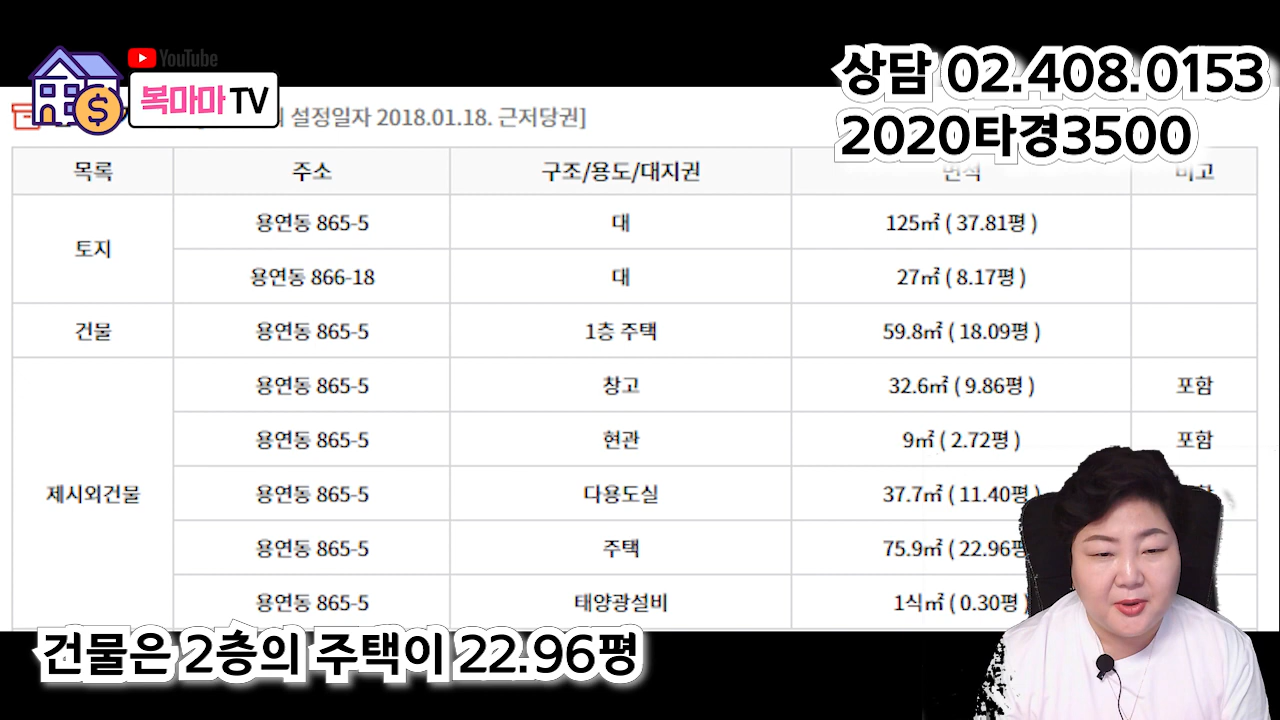 YouTube
복마마 TV
상담 02.408.0153
2020타경3500
설정일자 2018.01.18. 근저당권]
목록 주소 구조/용도/대지권 면적 비고
토지
용연동 865-5 대 125㎡ ( 37.81평 )
용연동 866-18 대 27㎡ ( 8.17평 )
건물 용연동 865-5 1층 주택 59.8㎡ ( 18.09평 )
제시외건물
용연동 865-5 창고 32.6㎡ ( 9.86평 ) 포함
용연동 865-5 현관 9㎡ ( 2.72평 ) 포함
용연동 865-5 다용도실 37.7㎡ ( 11.40평 )
용연동 865-5 주택 75.9㎡ ( 22.96평
용연동 865-5 태양광설비 1식㎡ ( 0.30평 )
건물은 2층의 주택이 22.96평